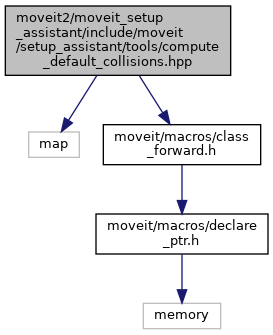 moveit2/moveit_setup
_assistant/include/moveit
/setup_assistant/tools/compute
_default_collisions.hpp
map
moveit/macros/class
_forward.h
moveit/macros/declare
_ptr.h
memory